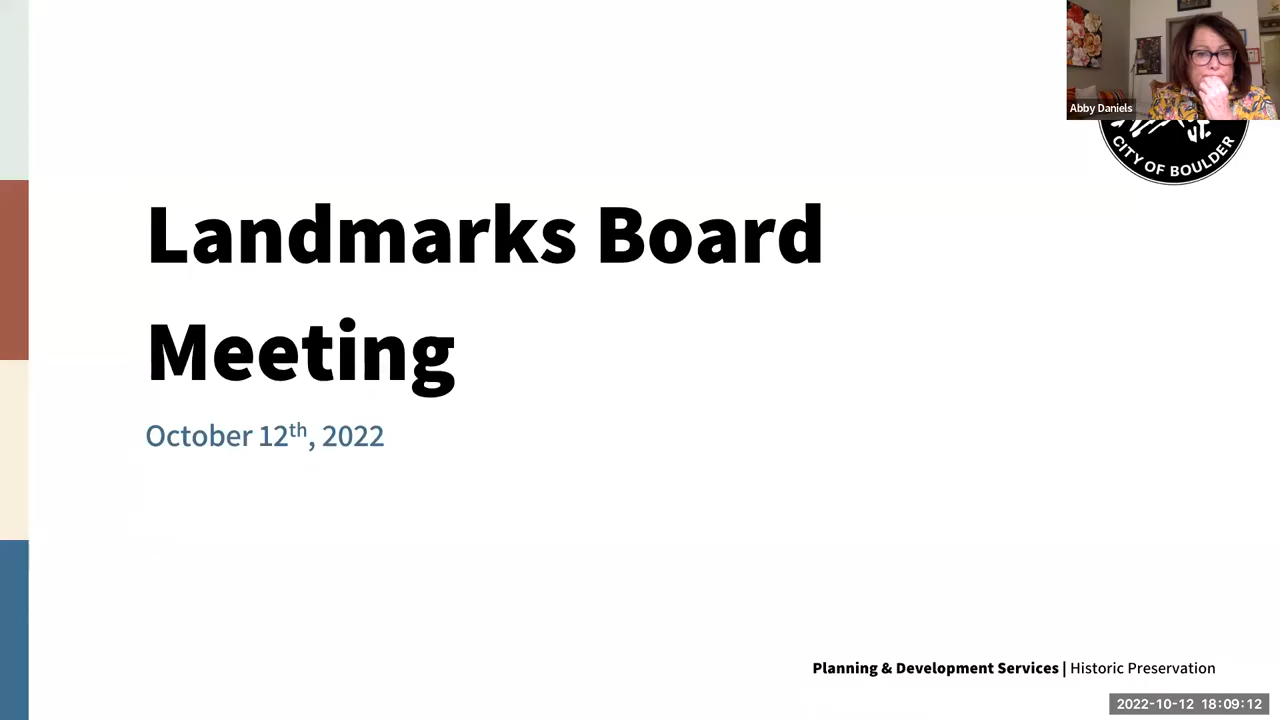 Abby Daniels
CITY OF BOULDER
Landmarks Board
Meeting
October 12th, 2022
Planning & Development Services | Historic Preservation
2022-10-12 18:09:12